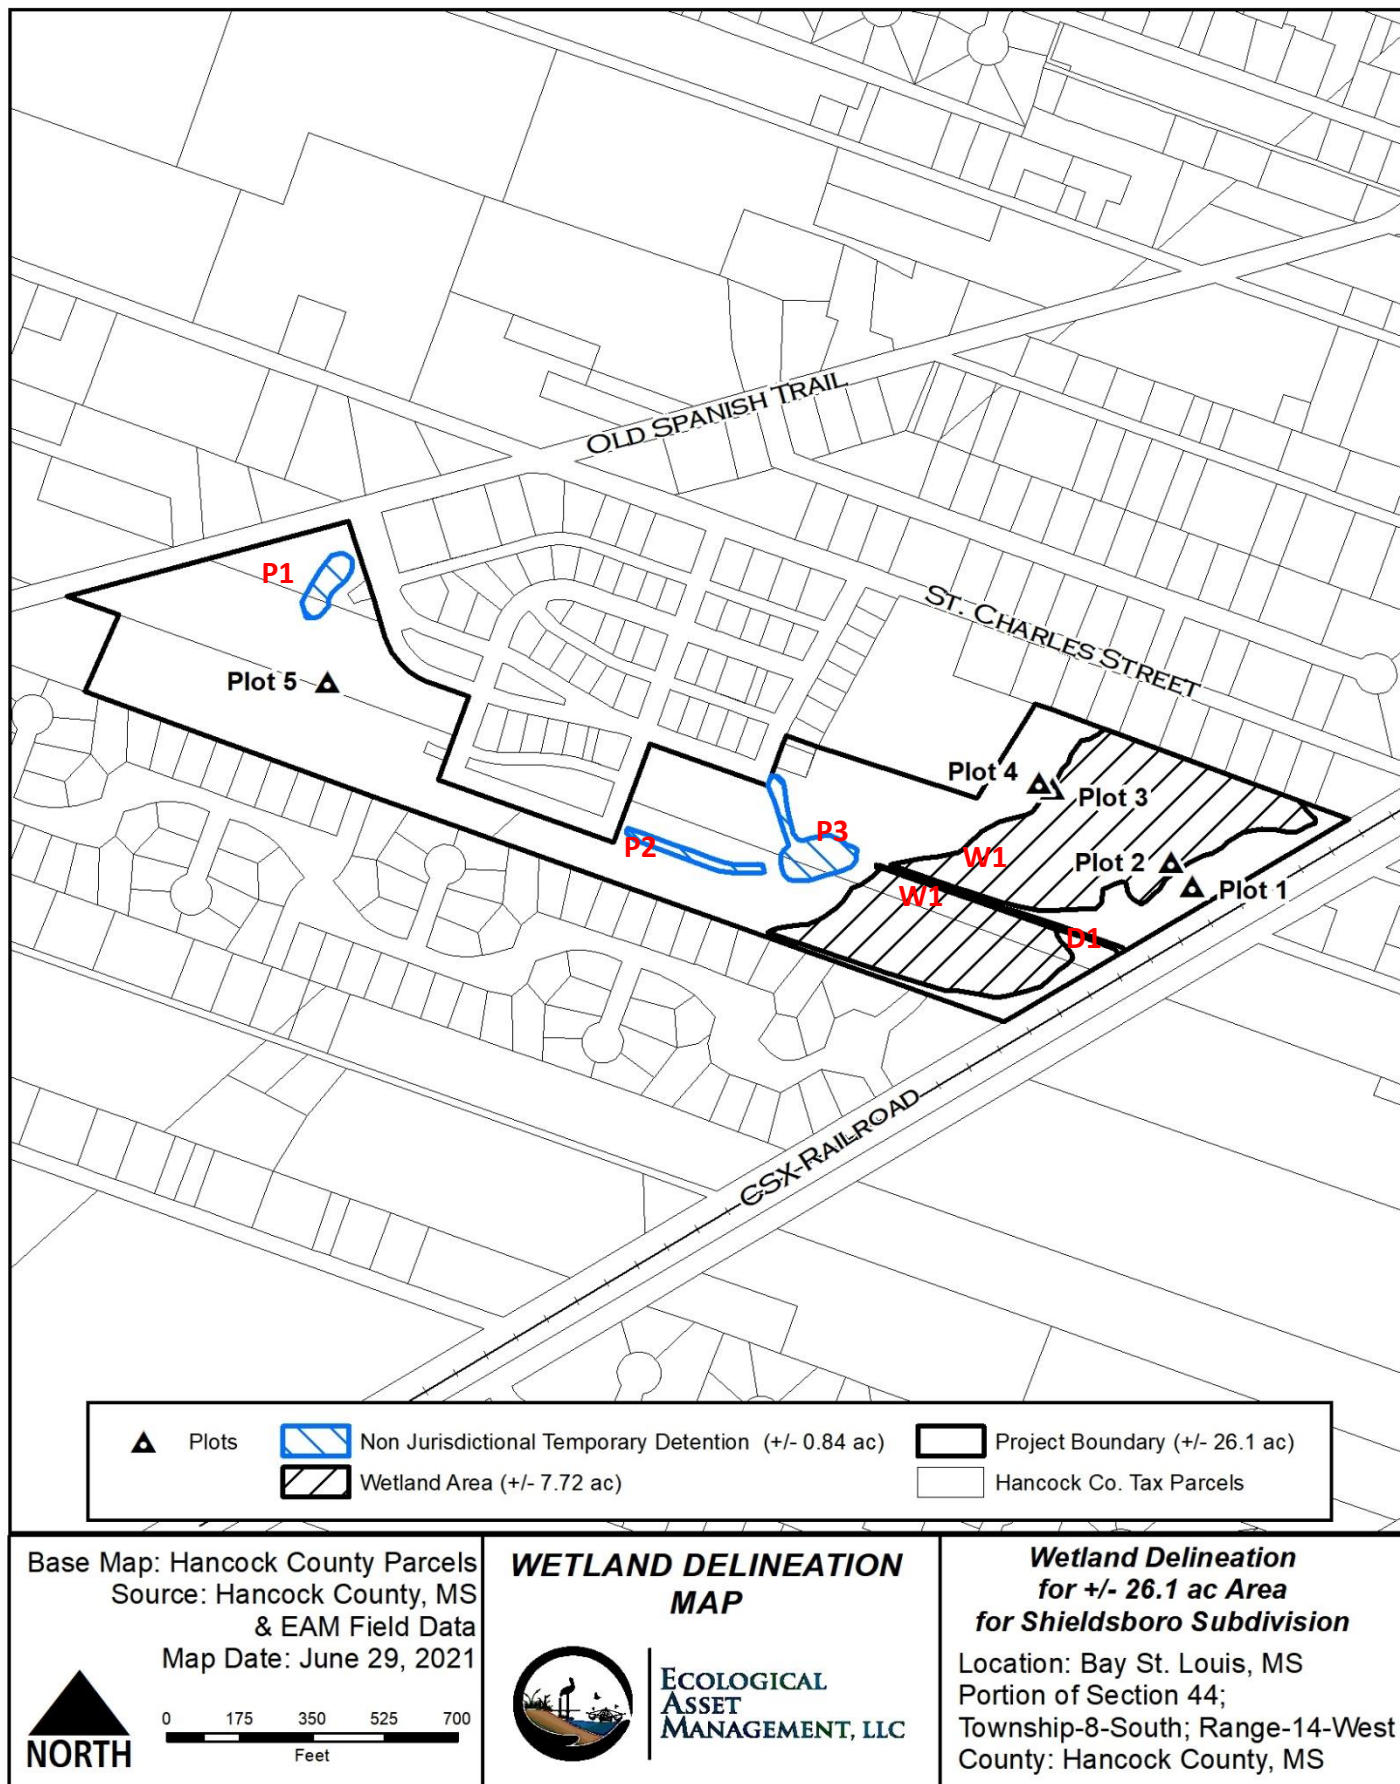 OLD SPANISH TRAIL
P1
ST. CHARLES STREET
Plot 5
Plot 4
Plot 3
P3
P2
W1
Plot 2
Plot 1
W1
D1
CSX-RAILROAD
Plots
Non Jurisdictional Temporary Detention (+/- 0.84 ac)
Project Boundary (+/- 26.1 ac)
Wetland Area (+/- 7.72 ac)
Hancock Co. Tax Parcels
Base Map: Hancock County Parcels
Source: Hancock County, MS
& EAM Field Data
Map Date: June 29, 2021
NORTH
0 175 350 525 700
Feet
WETLAND DELINEATION
MAP
ECOLOGICAL
ASSET
MANAGEMENT, LLC
Wetland Delineation
for +/- 26.1 ac Area
for Shieldsboro Subdivision
Location: Bay St. Louis, MS
Portion of Section 44;
Township-8-South; Range-14-West
County: Hancock County, MS